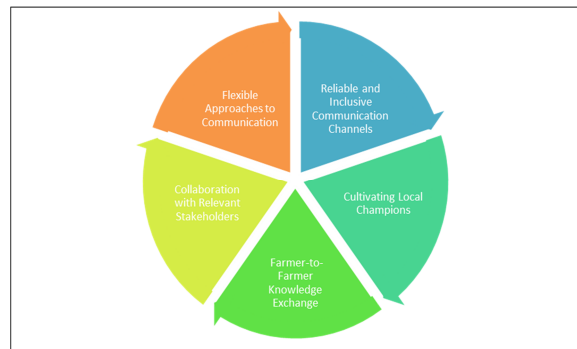 Flexible
Approaches to
Communication
Reliable and
Inclusive
Communication
Channels
Collaboration
with Relevant
Stakeholders
Cultivating Local
Champions
Farmer-to-
Farmer
Knowledge
Exchange